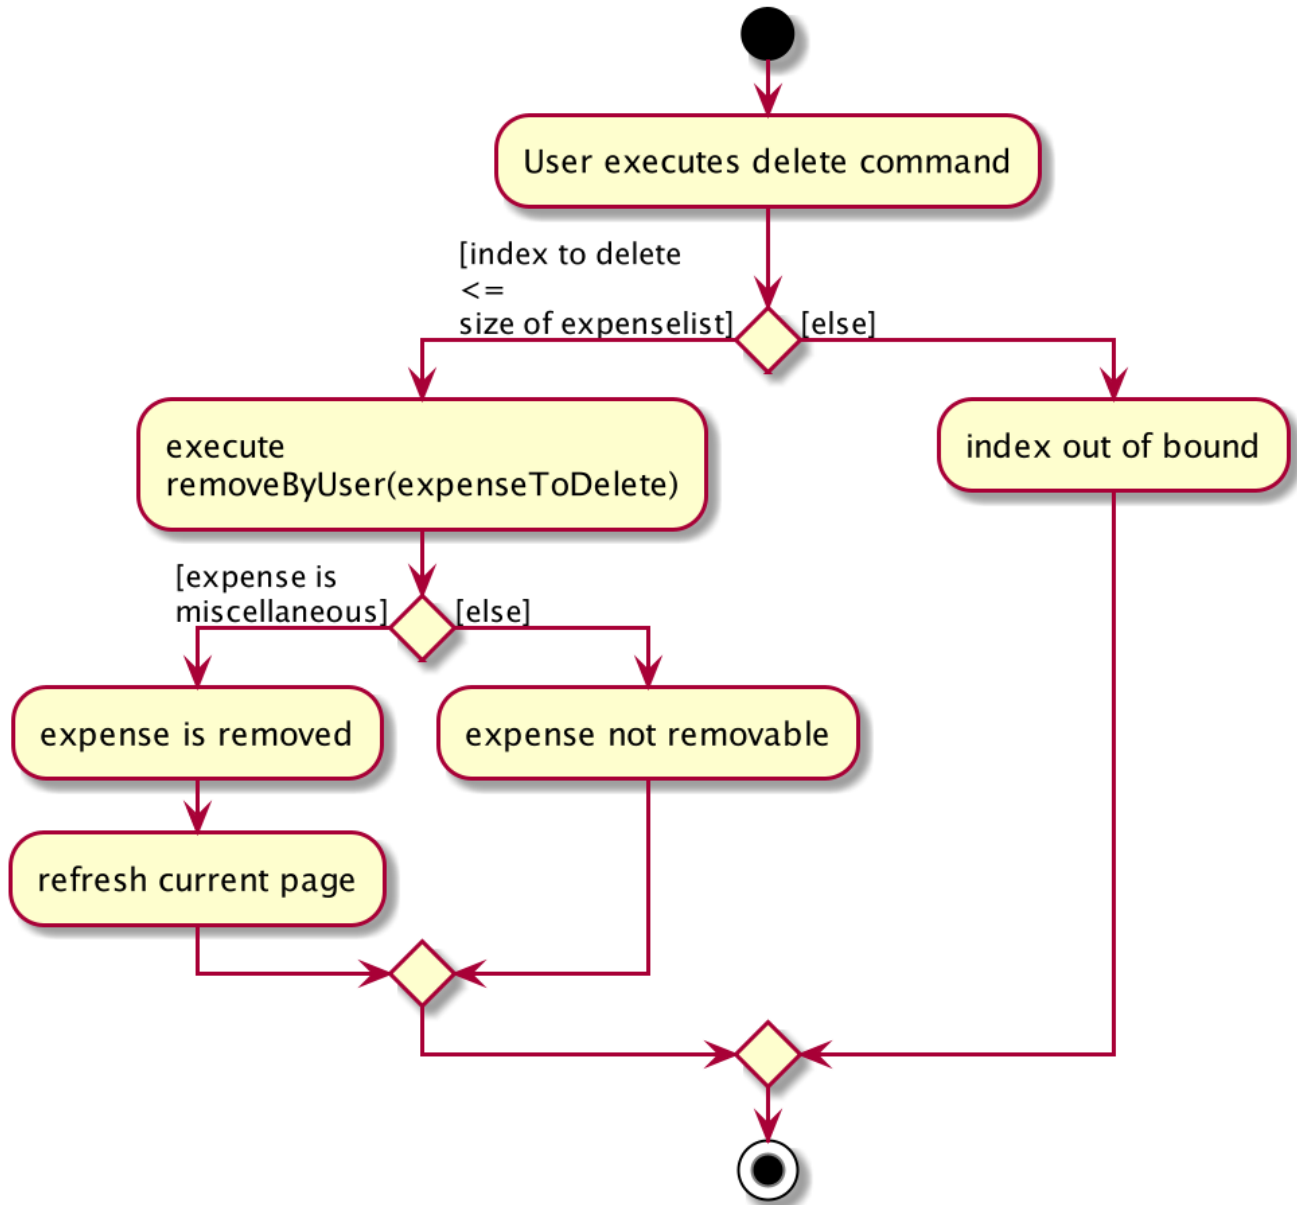 User executes delete command
[index to delete
<=
size of expenselist]
[else]
execute
removeByUser(expenseToDelete)
index out of bound
[expense is
miscellaneous]
[else]
expense is removed
expense not removable
refresh current page